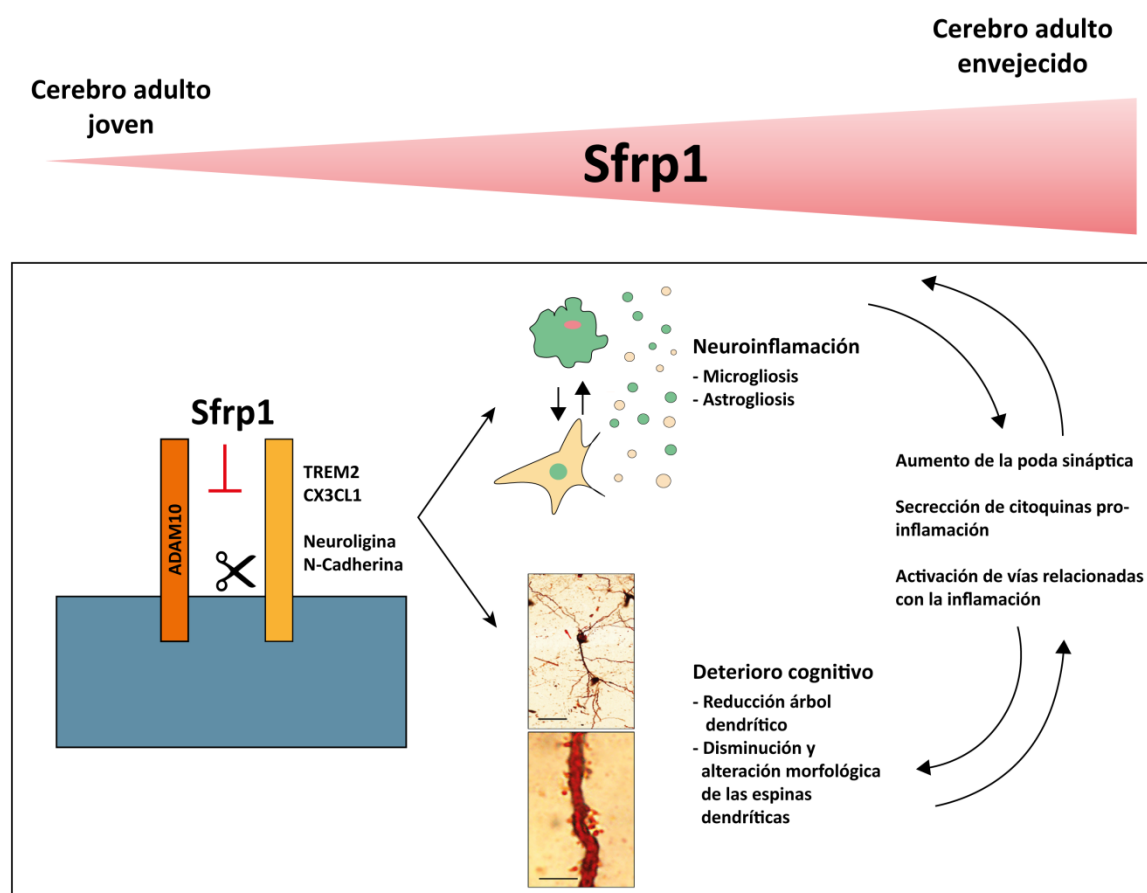 Cerebro adulto
joven
Cerebro adulto
envejecido
Sfrp1
Sfrp1
ADAM10
TREM2
CX3CL1
Neuroligina
N-Cadherina
Neuroinflamación
- Microgliosis
- Astrogliosis
Deterioro cognitivo
- Reducción árbol
dendrítico
- Disminución y
alteración morfológica
de las espinas
dendríticas
Aumento de la poda sináptica
Secrección de citoquinas pro-
inflamación
Activación de vías relacionadas
con la inflamación